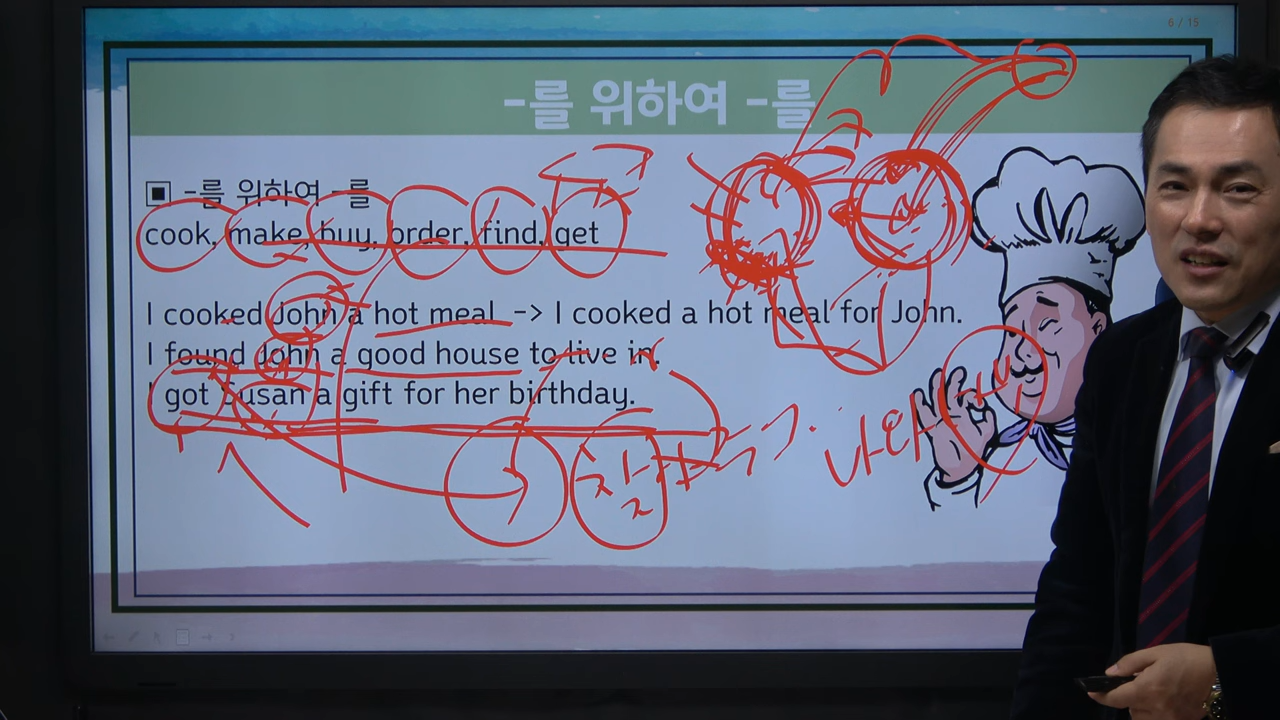 6 / 15
-를 위하여 -를
▣ -를 위하여 -를
cook, make, buy, order, find, get
I cooked John a hot meal -> I cooked a hot meal for John.
I found John a good house to live in.
I got Susan a gift for her birthday.